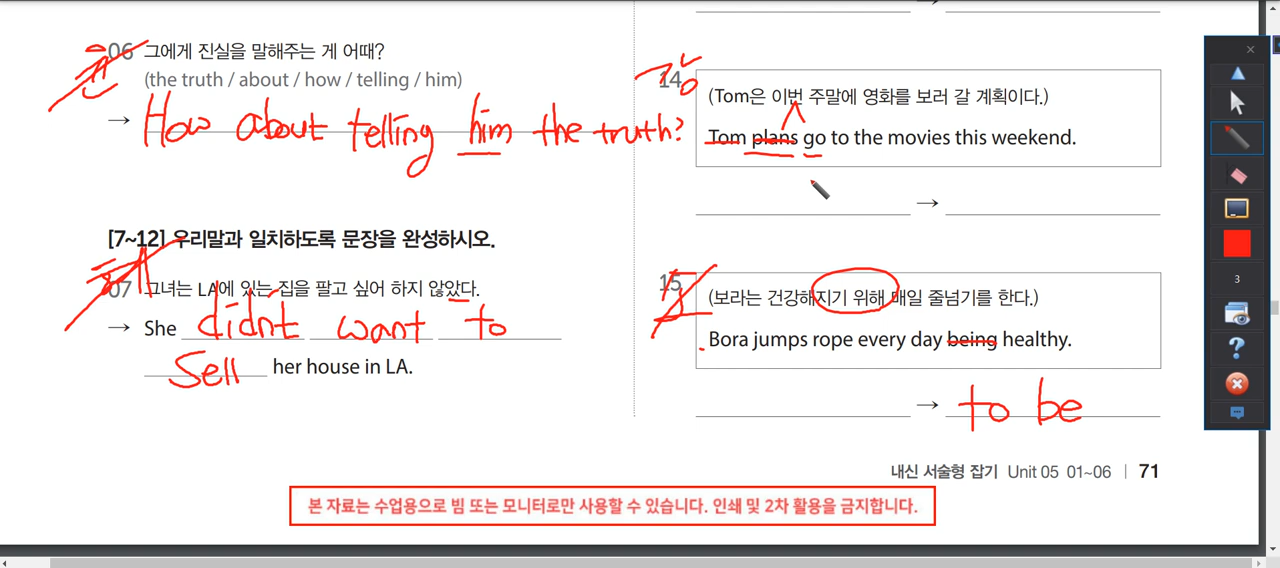 06 그에게 진실을 말해주는 게 어때?
(the truth / about / how / telling / him)
→ How about telling him the truth?
[7~12] 우리말과 일치하도록 문장을 완성하시오.
07 그녀는 LA에 있는 집을 팔고 싶어 하지 않았다.
→ She didn't want to
sell her house in LA.
14
(Tom은 이번 주말에 영화를 보러 갈 계획이다.)
Tom plans go to the movies this weekend.
→
15
(보라는 건강해지기 위해 매일 줄넘기를 한다.)
Bora jumps rope every day being healthy.
→ to be
내신 서술형 잡기 Unit 05 01~06 | 71
본 자료는 수업용으로 빔 또는 모니터로만 사용할 수 있습니다. 인쇄 및 2차 활용을 금지합니다.
3